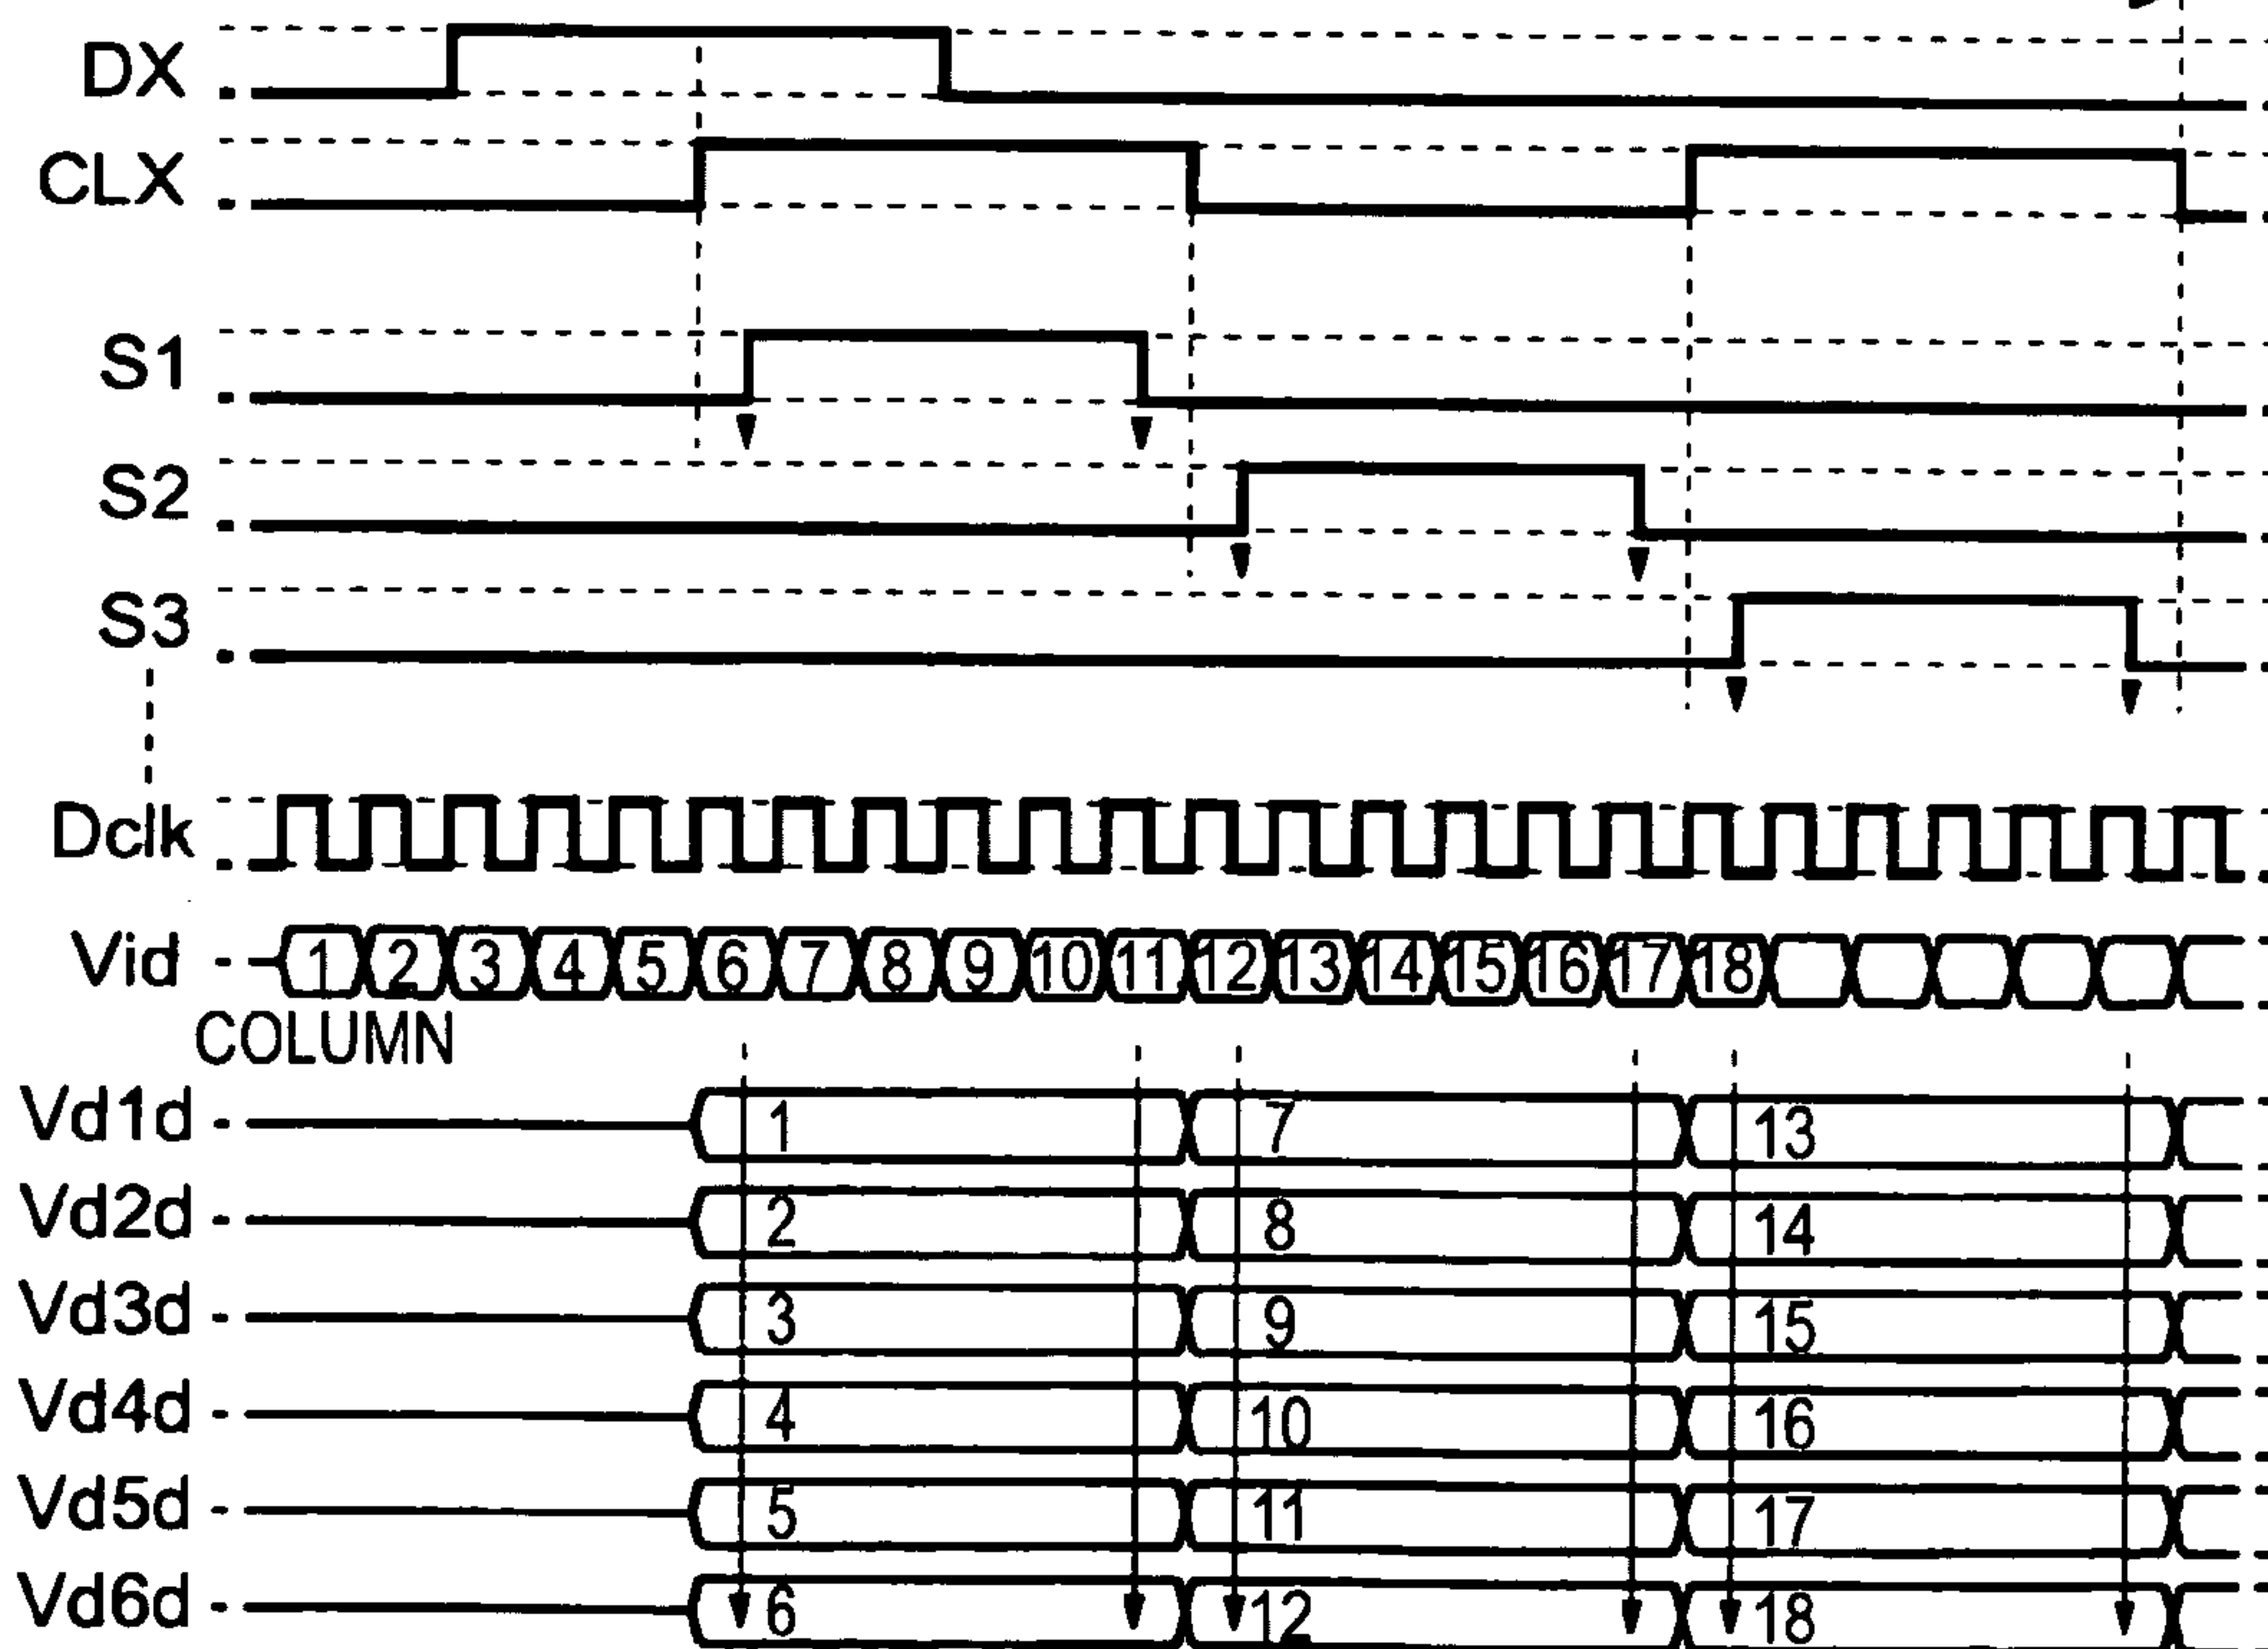 DX
CLX
S1
S2
S3
Dclk
Vid 1 2 3 4 5 6 7 8 9 10 11 12 13 14 15 16 17 18
COLUMN
Vd1d 1 7 13
Vd2d 2 8 14
Vd3d 3 9 15
Vd4d 4 10 16
Vd5d 5 11 17
Vd6d 6 12 18